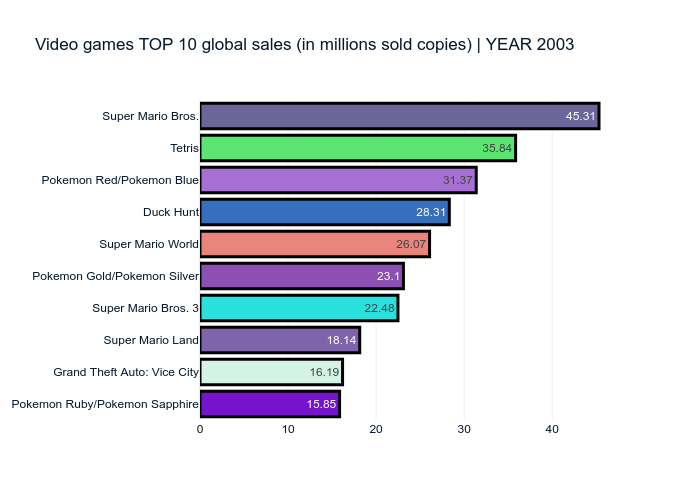 Video games TOP 10 global sales (in millions sold copies) | YEAR 2003
Super Mario Bros. 45.31
Tetris 35.84
Pokemon Red/Pokemon Blue 31.37
Duck Hunt 28.31
Super Mario World 26.07
Pokemon Gold/Pokemon Silver 23.1
Super Mario Bros. 3 22.48
Super Mario Land 18.14
Grand Theft Auto: Vice City 16.19
Pokemon Ruby/Pokemon Sapphire 15.85
0 10 20 30 40